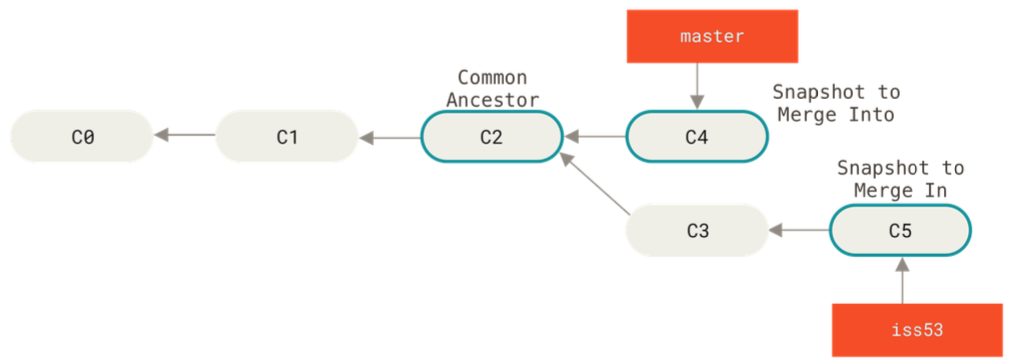 master
Common
Ancestor
Snapshot to
Merge Into
C0
C1
C2
C4
Snapshot to
Merge In
C3
C5
iss53